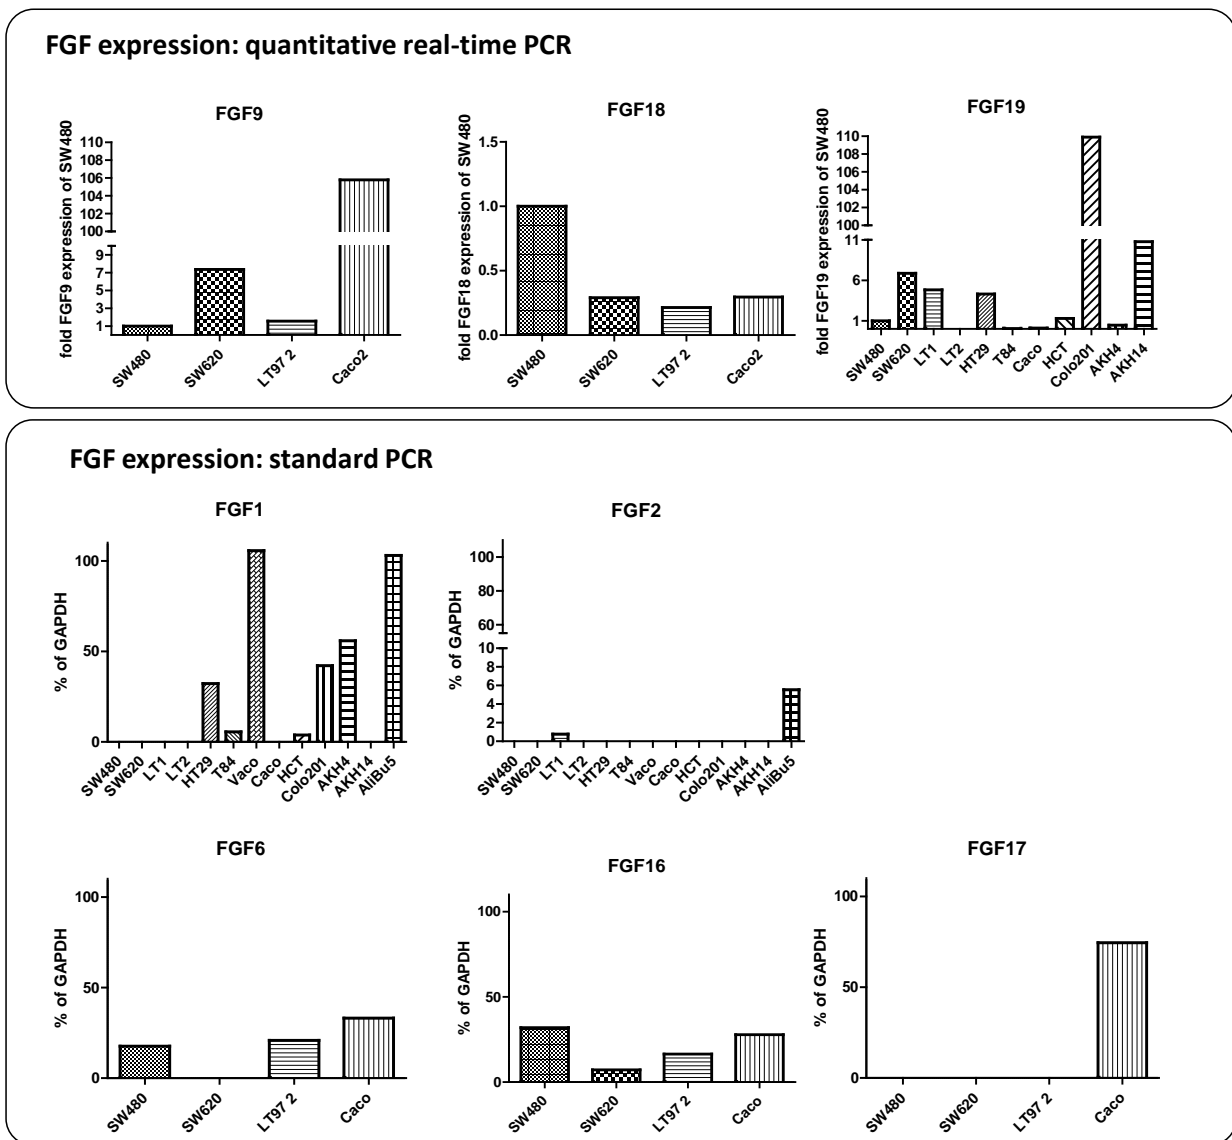 FGF expression: quantitative real-time PCR
FGF9
fold FGF9 expression of SW480
110
108
106
104
102
100
9
7
5
3
1
SW480
SW620
LT97 2
Caco2
FGF18
fold FGF18 expression of SW480
1.5
1.0
0.5
0.0
SW480
SW620
LT97 2
Caco2
FGF19
fold FGF19 expression of SW480
110
108
106
104
102
100
11
6
1
SW480
SW620
LT1
LT2
HT29
T84
Caco
HCT
Colo201
AKH4
AKH14
FGF expression: standard PCR
FGF1
% of GAPDH
100
50
0
SW480
SW620
LT1
LT2
HT29
T84
Vaco
Caco
HCT
Colo201
AKH4
AKH14
AliBu5
FGF2
% of GAPDH
100
80
60
10
8
6
4
2
0
SW480
SW620
LT1
LT2
HT29
T84
Vaco
Caco
HCT
Colo201
AKH4
AKH14
AliBu5
FGF6
% of GAPDH
100
50
0
SW480
SW620
LT97 2
Caco
FGF16
% of GAPDH
100
50
0
SW480
SW620
LT97 2
Caco
FGF17
% of GAPDH
100
50
0
SW480
SW620
LT97 2
Caco